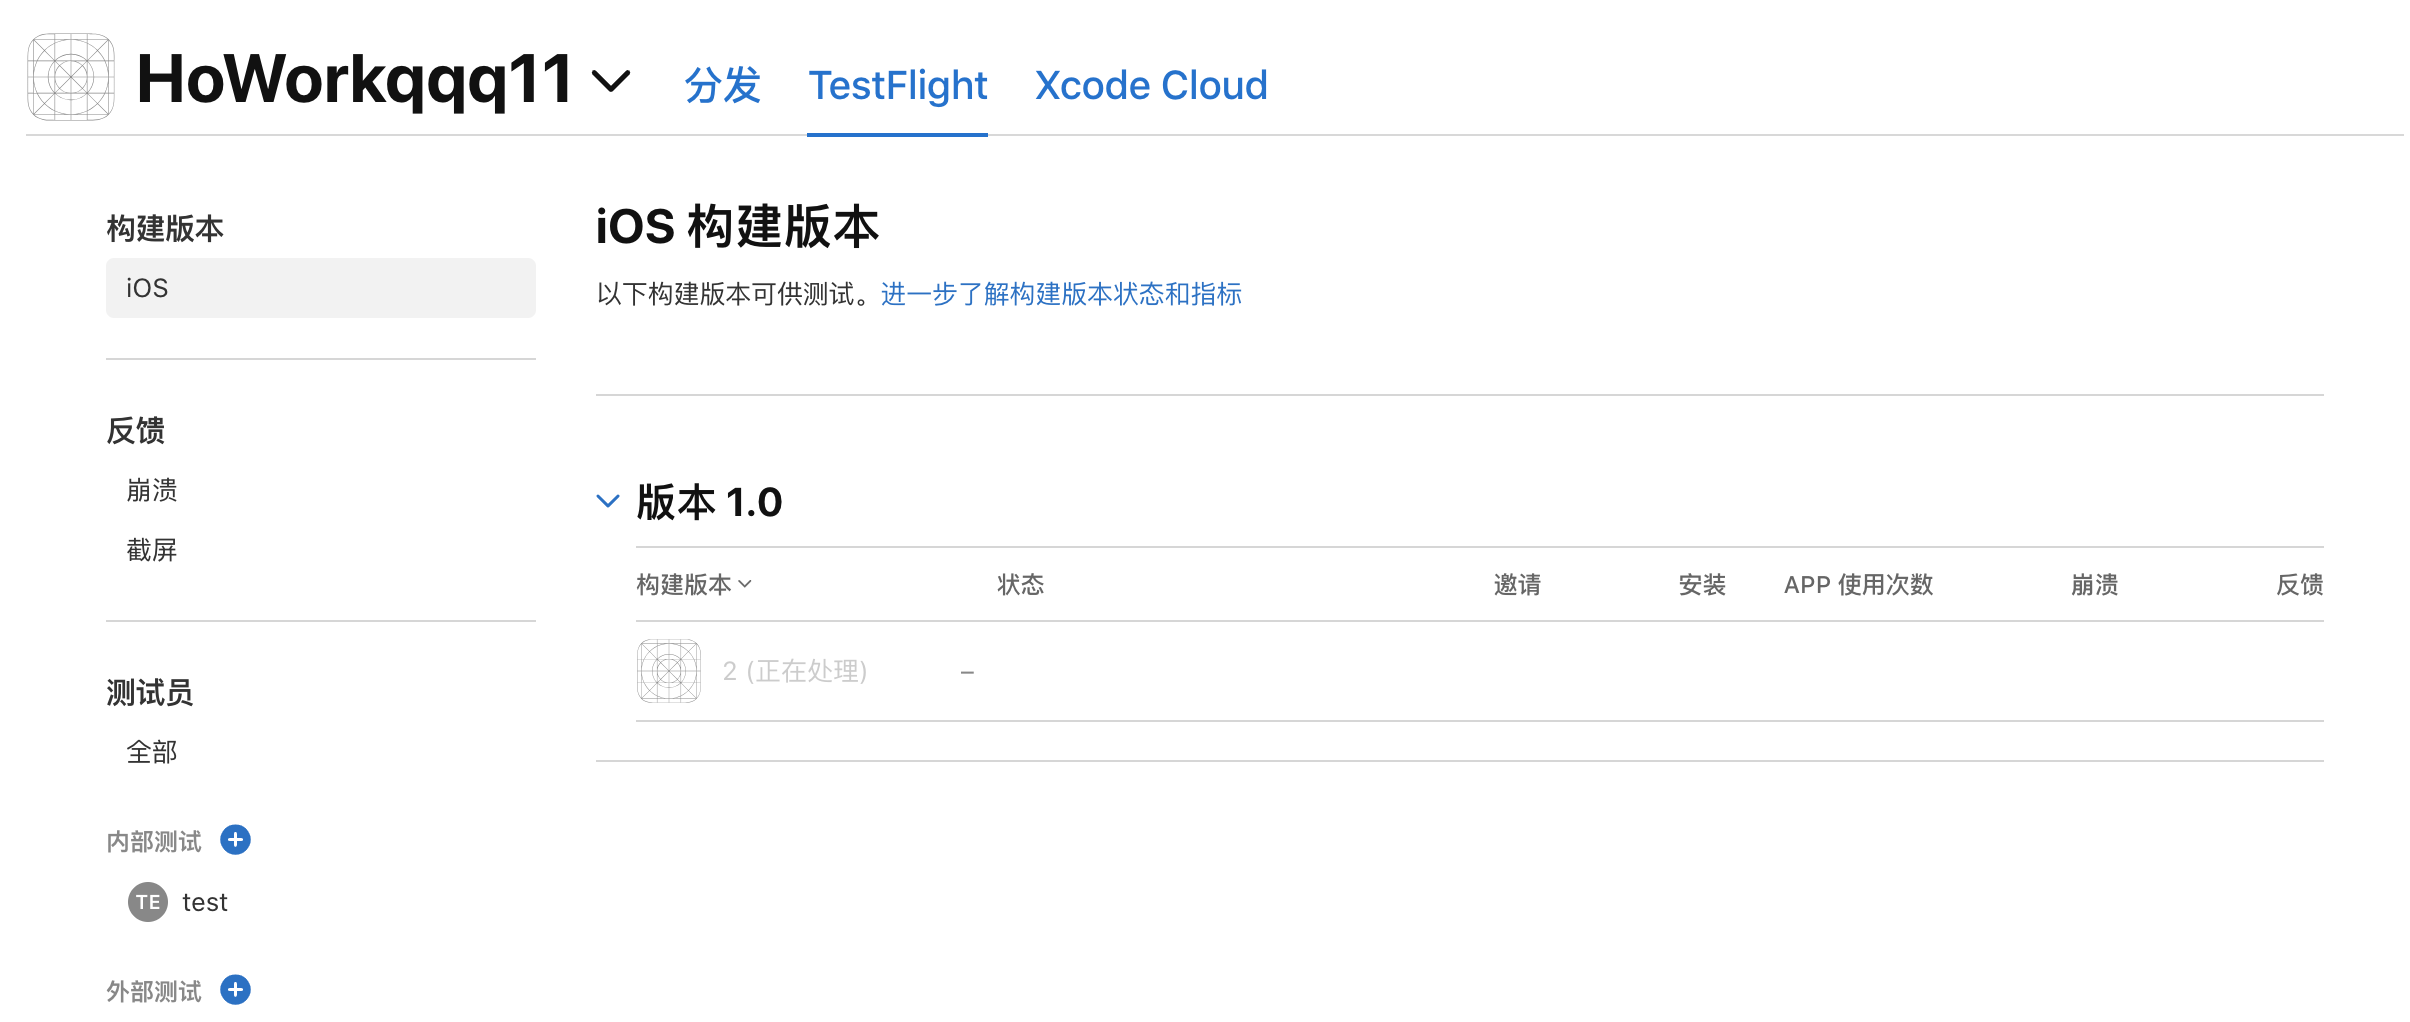 HoWorkqqq11 分发 TestFlight Xcode Cloud
构建版本
iOS
反馈
崩溃
截屏
测试员
全部
内部测试
TE test
外部测试
iOS 构建版本
以下构建版本可供测试。进一步了解构建版本状态和指标
版本 1.0
构建版本 状态 邀请 安装 APP 使用次数 崩溃 反馈
2 (正在处理) –